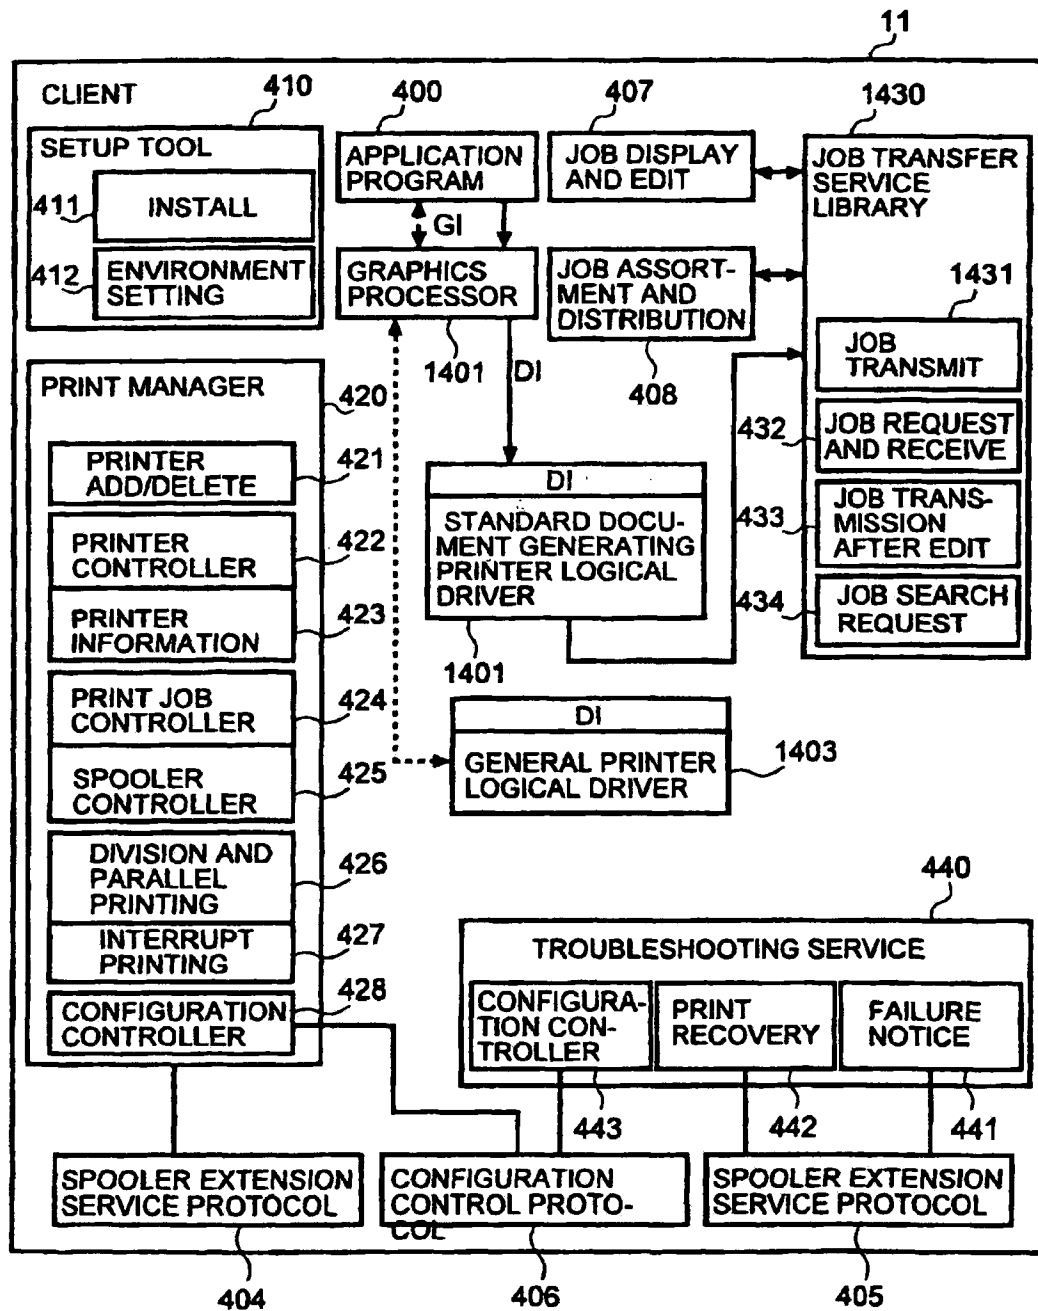 11
CLIENT
410
400
407
1430
SETUP TOOL
411
INSTALL
412
ENVIRONMENT
SETTING
APPLICATION
PROGRAM
GI
GRAPHICS
PROCESSOR
1401
DI
JOB DISPLAY
AND EDIT
JOB ASSORT-
MENT AND
DISTRIBUTION
408
JOB TRANSFER
SERVICE
LIBRARY
1431
JOB
TRANSMIT
432
JOB REQUEST
AND RECEIVE
433
JOB TRANS-
MISSION
AFTER EDIT
434
JOB SEARCH
REQUEST
PRINT MANAGER
420
PRINTER
ADD/DELETE
421
PRINTER
CONTROLLER
422
PRINTER
INFORMATION
423
PRINT JOB
CONTROLLER
424
SPOOLER
CONTROLLER
425
DIVISION AND
PARALLEL
PRINTING
426
INTERRUPT
PRINTING
427
CONFIGURATION
CONTROLLER
428
DI
STANDARD DOCU-
MENT GENERATING
PRINTER LOGICAL
DRIVER
1401
DI
GENERAL PRINTER
LOGICAL DRIVER
1403
440
TROUBLESHOOTING SERVICE
CONFIGURA-
TION CON-
TROLLER
PRINT
RECOVERY
FAILURE
NOTICE
443
442
441
SPOOLER EXTENSION
SERVICE PROTOCOL
CONFIGURATION
CONTROL PROTO-
COL
SPOOLER EXTENSION
SERVICE PROTOCOL
404
406
405